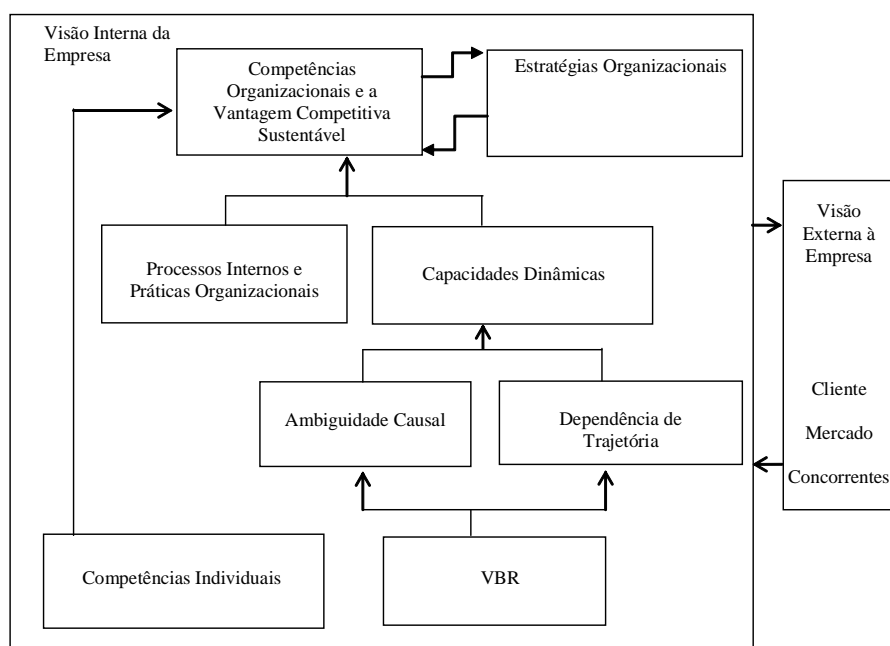 Visão Interna da
Empresa
Competências
Organizacionais e a
Vantagem Competitiva
Sustentável
Estratégias Organizacionais
Visão
Externa à
Empresa
Processos Internos e
Práticas Organizacionais
Capacidades Dinâmicas
Cliente
Mercado
Concorrentes
Ambiguidade Causal
Dependência de
Trajetória
Competências Individuais
VBR